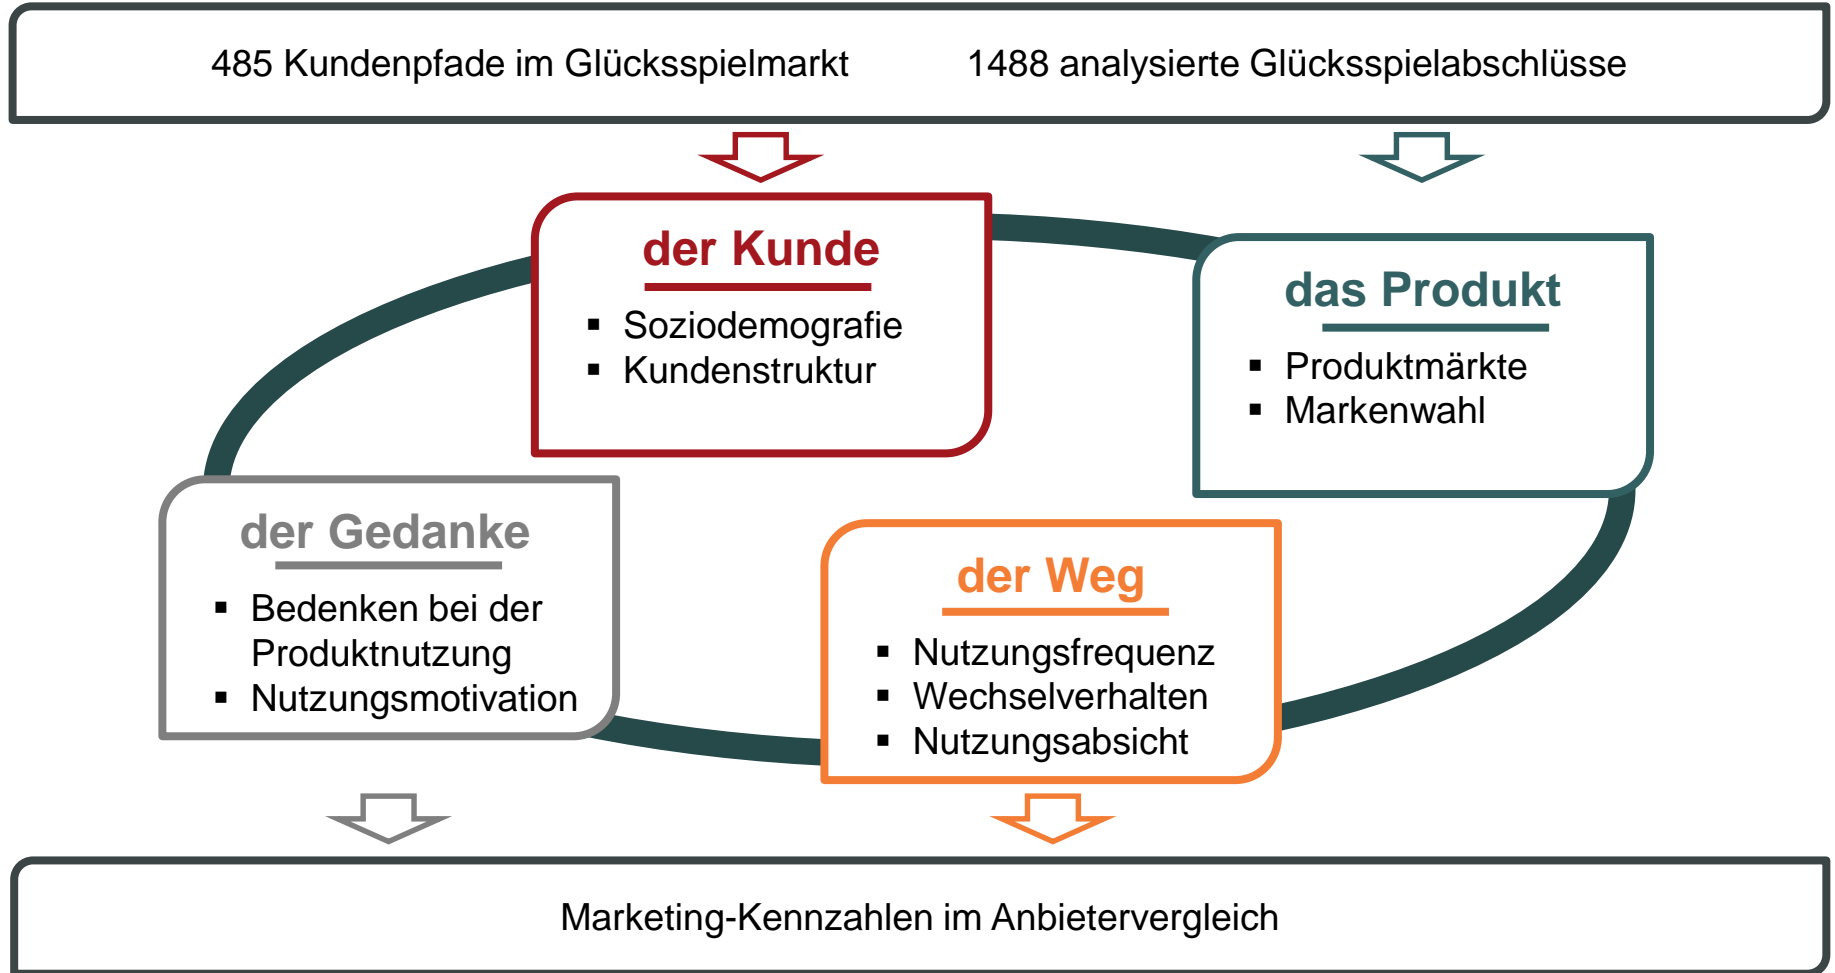 485 Kundenpfade im Glücksspielmarkt 1488 analysierte Glücksspielabschlüsse
der Kunde
▪ Soziodemografie
▪ Kundenstruktur
das Produkt
▪ Produktmärkte
▪ Markenwahl
der Gedanke
▪ Bedenken bei der
Produktnutzung
▪ Nutzungsmotivation
der Weg
▪ Nutzungsfrequenz
▪ Wechselverhalten
▪ Nutzungsabsicht
Marketing-Kennzahlen im Anbietervergleich